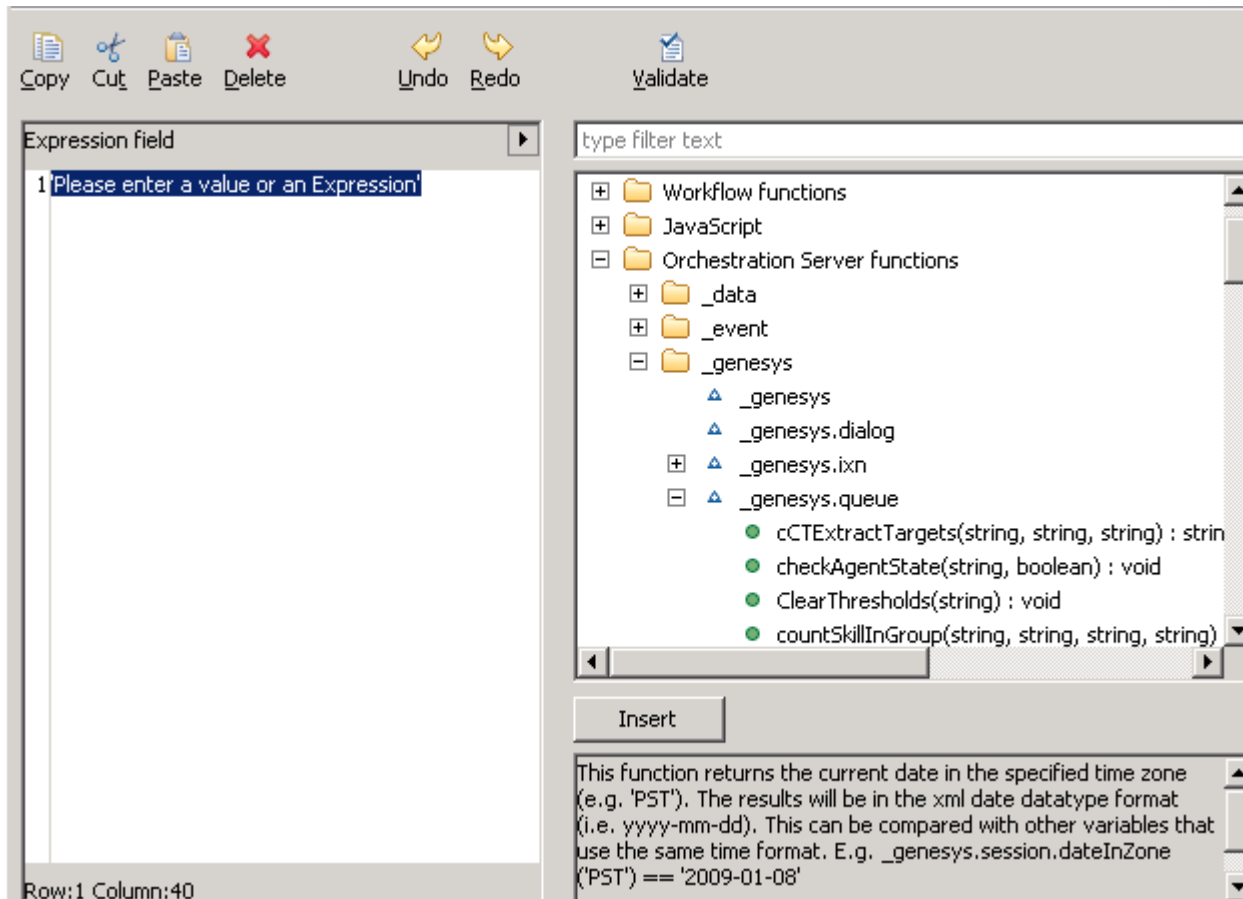 Copy Cut Paste Delete Undo Redo Validate
Expression field
1 'Please enter a value or an Expression'
Row:1 Column:40
type filter text
Workflow functions
JavaScript
Orchestration Server functions
_data
_event
_genesys
_genesys
_genesys.dialog
_genesys.ixn
_genesys.queue
cCTExtractTargets(string, string, string) : strin
checkAgentState(string, boolean) : void
ClearThresholds(string) : void
countSkillInGroup(string, string, string, string)
Insert
This function returns the current date in the specified time zone
(e.g. 'PST'). The results will be in the xml date datatype format
(i.e. yyyy-mm-dd). This can be compared with other variables that
use the same time format. E.g. _genesys.session.dateInZone
('PST') == '2009-01-08'